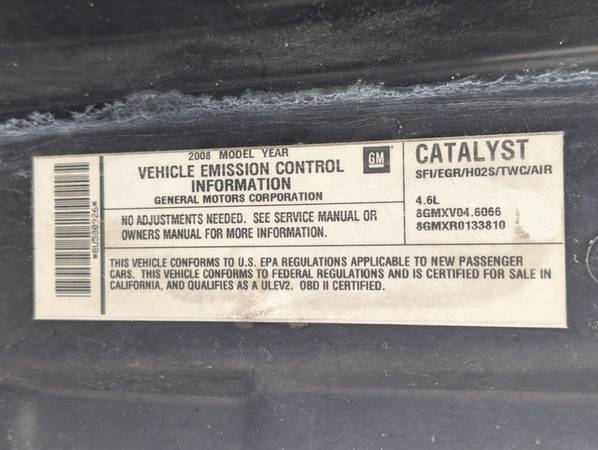 *8US00926*
2008 MODEL YEAR
VEHICLE EMISSION CONTROL
INFORMATION
GENERAL MOTORS CORPORATION
GM
NO ADJUSTMENTS NEEDED. SEE SERVICE MANUAL OR
OWNERS MANUAL FOR MORE INFORMATION.
CATALYST
SFI/EGR/HO2S/TWC/AIR
4.6L
8GMXV04.6066
8GMXR0133810
THIS VEHICLE CONFORMS TO U.S. EPA REGULATIONS APPLICABLE TO NEW PASSENGER
CARS. THIS VEHICLE CONFORMS TO FEDERAL REGULATIONS AND IS CERTIFIED FOR SALE IN
CALIFORNIA, AND QUALIFIES AS A ULEV2. OBD II CERTIFIED.